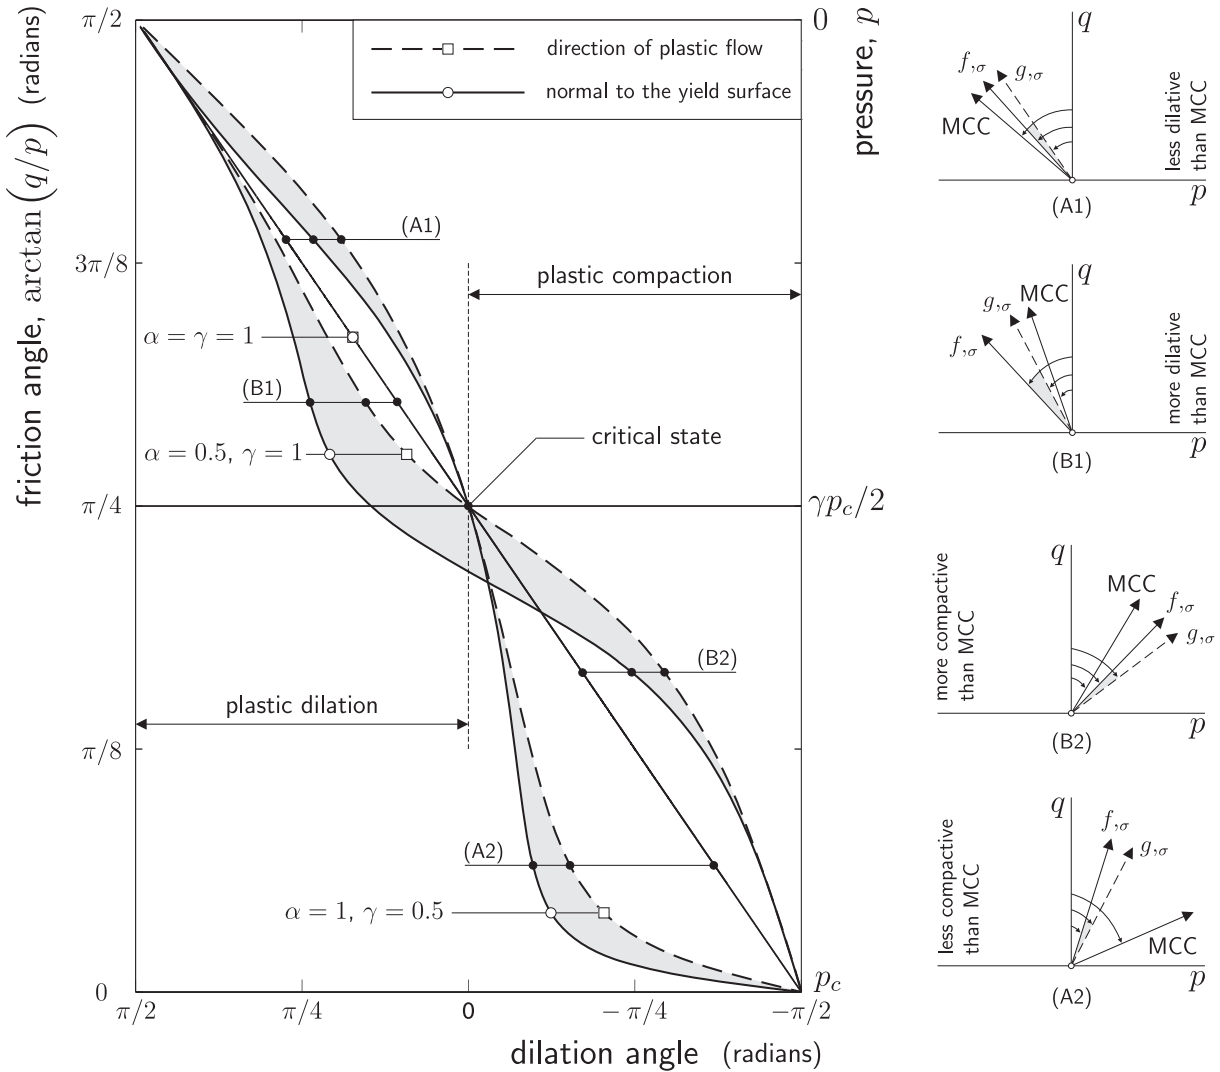 π/2
0
friction angle, arctan(q/p) (radians)
pressure, p
direction of plastic flow
normal to the yield surface
(A1)
3π/8
plastic compaction
α = γ = 1
(B1)
critical state
α = 0.5, γ = 1
π/4
γp_c/2
(B2)
plastic dilation
π/8
(A2)
α = 1, γ = 0.5
0
p_c
π/2
π/4
0
− π/4
−π/2
dilation angle (radians)
q
f,σ
g,σ
MCC
less dilative
than MCC
p
(A1)
q
MCC
g,σ
f,σ
more dilative
than MCC
p
(B1)
q
MCC
f,σ
g,σ
more compactive
than MCC
p
(B2)
q
f,σ
g,σ
MCC
less compactive
than MCC
p
(A2)